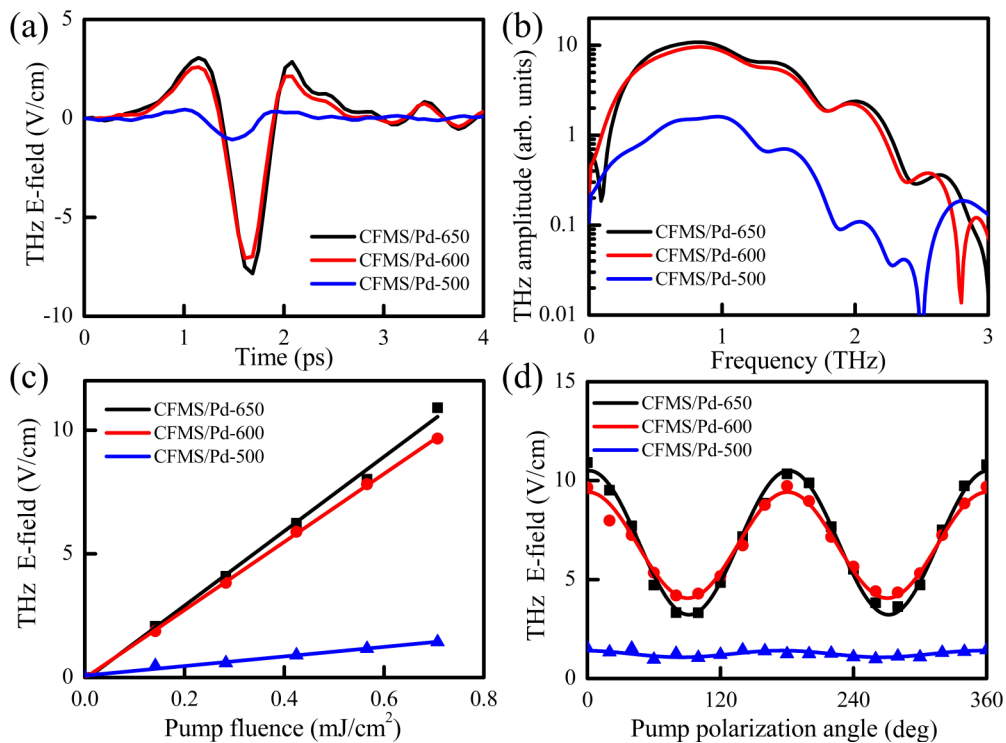 (a)
THz E-field (V/cm)
5
0
-5
-10
CFMS/Pd-650
CFMS/Pd-600
CFMS/Pd-500
0 1 2 3 4
Time (ps)
(b)
THz amplitude (arb. units)
10
1
0.1
0.01
CFMS/Pd-650
CFMS/Pd-600
CFMS/Pd-500
0 1 2 3
Frequency (THz)
(c)
THz E-field (V/cm)
10
5
0
CFMS/Pd-650
CFMS/Pd-600
CFMS/Pd-500
0.0 0.2 0.4 0.6 0.8
Pump fluence (mJ/cm²)
(d)
THz E-field (V/cm)
15
10
5
0
CFMS/Pd-650
CFMS/Pd-600
CFMS/Pd-500
0 120 240 360
Pump polarization angle (deg)